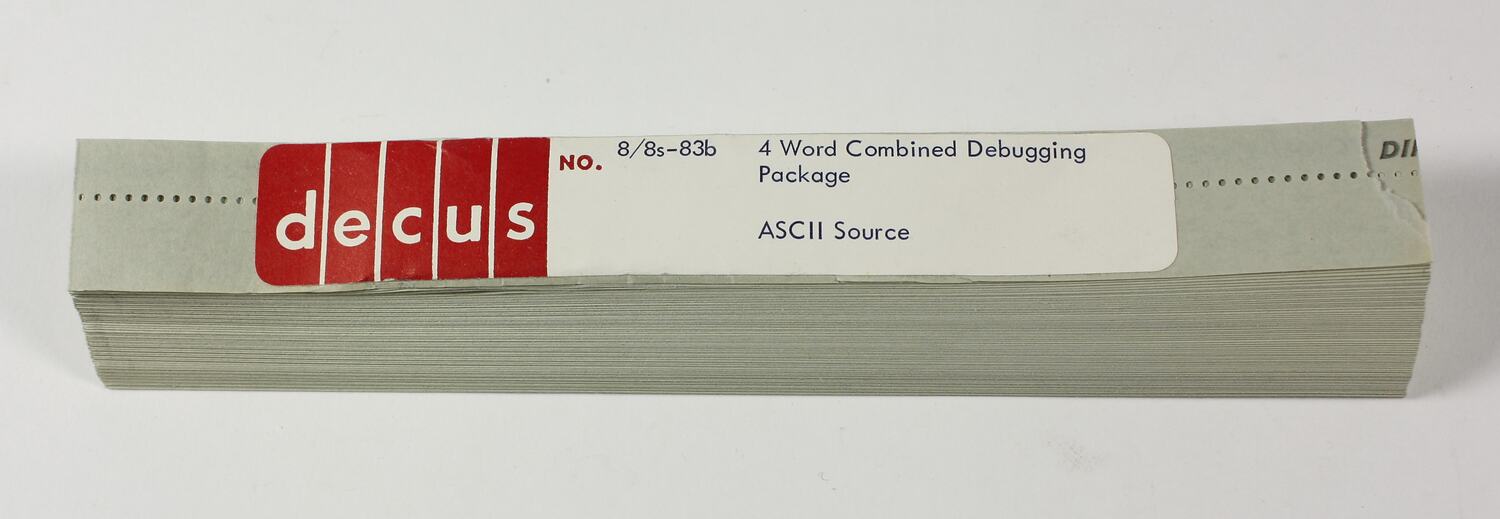 decus
NO. 8/8s-83b
4 Word Combined Debugging
Package
ASCII Source